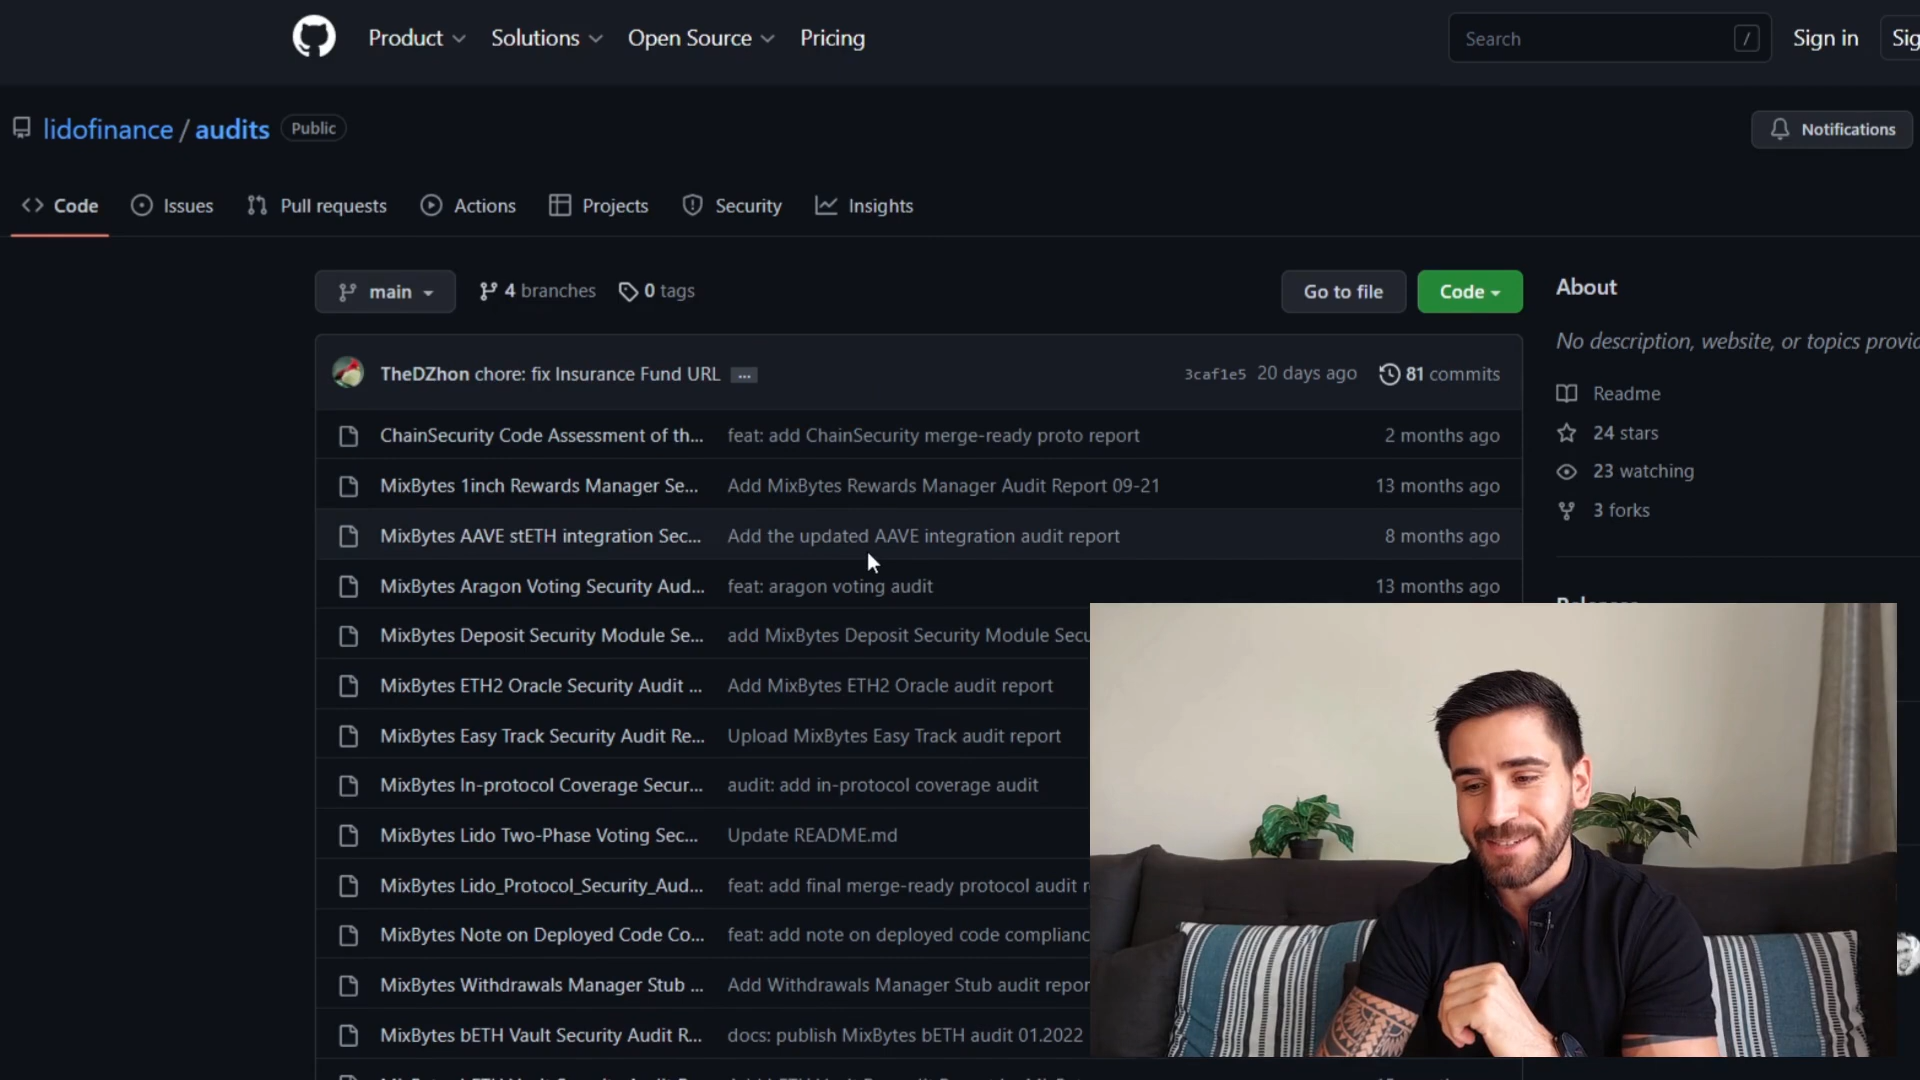 Product Solutions Open Source Pricing Search / Sign in Sig
lidofinance / audits Public Notifications
Code Issues Pull requests Actions Projects Security Insights
main 4 branches 0 tags Go to file Code
About
No description, website, or topics provid
TheDZhon chore: fix Insurance Fund URL ... 3caf1e5 20 days ago 81 commits
Readme
ChainSecurity Code Assessment of th... feat: add ChainSecurity merge-ready proto report 2 months ago
24 stars
MixBytes 1inch Rewards Manager Se... Add MixBytes Rewards Manager Audit Report 09-21 13 months ago
23 watching
MixBytes AAVE stETH integration Sec... Add the updated AAVE integration audit report 8 months ago
3 forks
MixBytes Aragon Voting Security Aud... feat: aragon voting audit 13 months ago
MixBytes Deposit Security Module Se... add MixBytes Deposit Security Module Secu
MixBytes ETH2 Oracle Security Audit ... Add MixBytes ETH2 Oracle audit report
MixBytes Easy Track Security Audit Re... Upload MixBytes Easy Track audit report
MixBytes In-protocol Coverage Secur... audit: add in-protocol coverage audit
MixBytes Lido Two-Phase Voting Sec... Update README.md
MixBytes Lido_Protocol_Security_Aud... feat: add final merge-ready protocol audit r
MixBytes Note on Deployed Code Co... feat: add note on deployed code complianc
MixBytes Withdrawals Manager Stub ... Add Withdrawals Manager Stub audit repor
MixBytes bETH Vault Security Audit R... docs: publish MixBytes bETH audit 01.2022